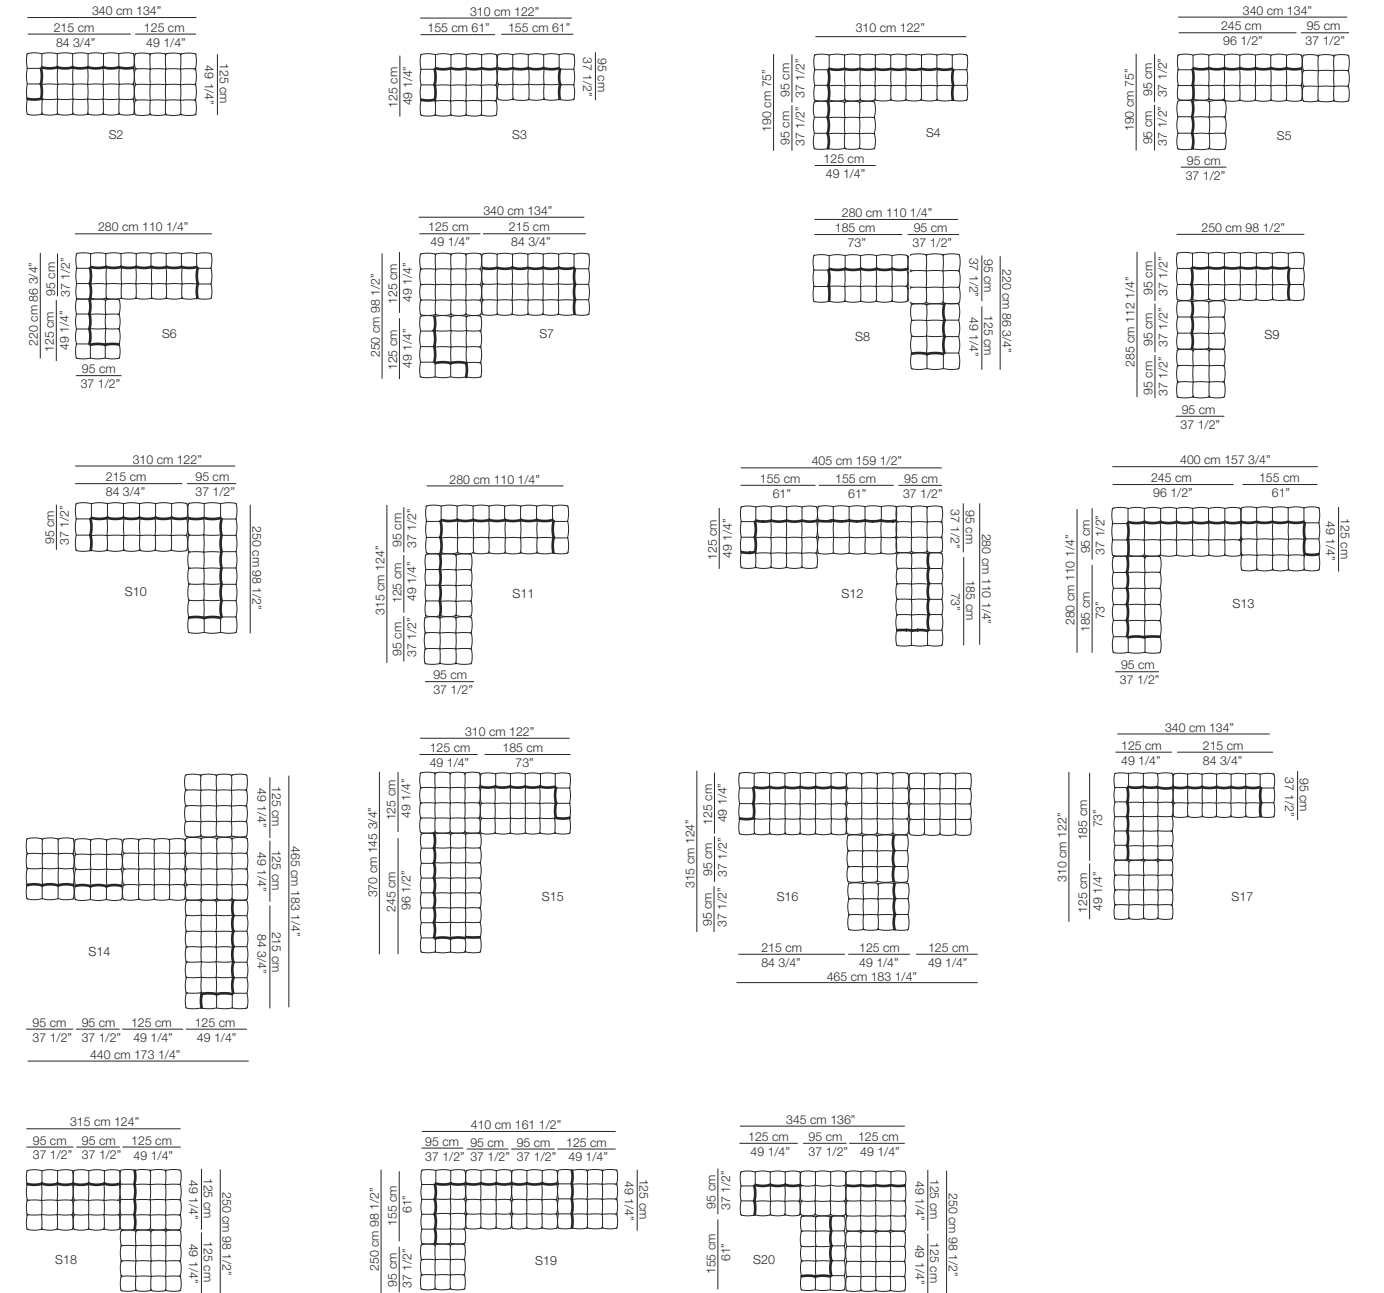 340 cm 134”
215 cm 125 cm
84 3/4” 49 1/4”
125 cm
49 1/4”
S2
310 cm 122”
155 cm 61” 155 cm 61”
125 cm
49 1/4”
95 cm
37 1/2”
S3
310 cm 122”
190 cm 75”
95 cm
37 1/2”
95 cm
37 1/2”
125 cm
49 1/4”
S4
340 cm 134”
245 cm 95 cm
96 1/2” 37 1/2”
190 cm 75”
95 cm
37 1/2”
95 cm
37 1/2”
95 cm
37 1/2”
S5
280 cm 110 1/4”
220 cm 86 3/4”
95 cm
37 1/2”
125 cm
49 1/4”
95 cm
37 1/2”
S6
340 cm 134”
125 cm 215 cm
49 1/4” 84 3/4”
250 cm 98 1/2”
125 cm
49 1/4”
125 cm
49 1/4”
S7
280 cm 110 1/4”
185 cm 95 cm
73” 37 1/2”
95 cm
37 1/2”
125 cm
49 1/4”
220 cm 86 3/4”
S8
250 cm 98 1/2”
285 cm 112 1/4”
95 cm
37 1/2”
95 cm
37 1/2”
95 cm
37 1/2”
95 cm
37 1/2”
S9
310 cm 122”
215 cm 95 cm
84 3/4” 37 1/2”
95 cm
37 1/2”
250 cm 98 1/2”
S10
280 cm 110 1/4”
315 cm 124”
95 cm
37 1/2”
125 cm
49 1/4”
95 cm
37 1/2”
95 cm
37 1/2”
S11
405 cm 159 1/2”
155 cm 155 cm 95 cm
61” 61” 37 1/2”
125 cm
49 1/4”
95 cm
37 1/2”
185 cm
73”
280 cm 110 1/4”
S12
400 cm 157 3/4”
245 cm 155 cm
96 1/2” 61”
280 cm 110 1/4”
95 cm
37 1/2”
185 cm
73”
125 cm
49 1/4”
95 cm
37 1/2”
S13
125 cm
49 1/4”
125 cm
49 1/4”
215 cm
84 3/4”
465 cm 183 1/4”
S14
95 cm 95 cm 125 cm 125 cm
37 1/2” 37 1/2” 49 1/4” 49 1/4”
440 cm 173 1/4”
310 cm 122”
125 cm 185 cm
49 1/4” 73”
370 cm 145 3/4”
125 cm
49 1/4”
245 cm
96 1/2”
S15
315 cm 124”
125 cm
49 1/4”
95 cm
37 1/2”
95 cm
37 1/2”
S16
215 cm 125 cm 125 cm
84 3/4” 49 1/4” 49 1/4”
465 cm 183 1/4”
340 cm 134”
125 cm 215 cm
49 1/4” 84 3/4”
310 cm 122”
185 cm
73”
125 cm
49 1/4”
95 cm
37 1/2”
S17
315 cm 124”
95 cm 95 cm 125 cm
37 1/2” 37 1/2” 49 1/4”
125 cm
49 1/4”
125 cm
49 1/4”
250 cm 98 1/2”
S18
410 cm 161 1/2”
95 cm 95 cm 95 cm 125 cm
37 1/2” 37 1/2” 37 1/2” 49 1/4”
250 cm 98 1/2”
155 cm
61”
95 cm
37 1/2”
125 cm
49 1/4”
S19
345 cm 136”
125 cm 95 cm 125 cm
49 1/4” 37 1/2” 49 1/4”
95 cm
37 1/2”
155 cm
61”
125 cm
49 1/4”
125 cm
49 1/4”
250 cm 98 1/2”
S20